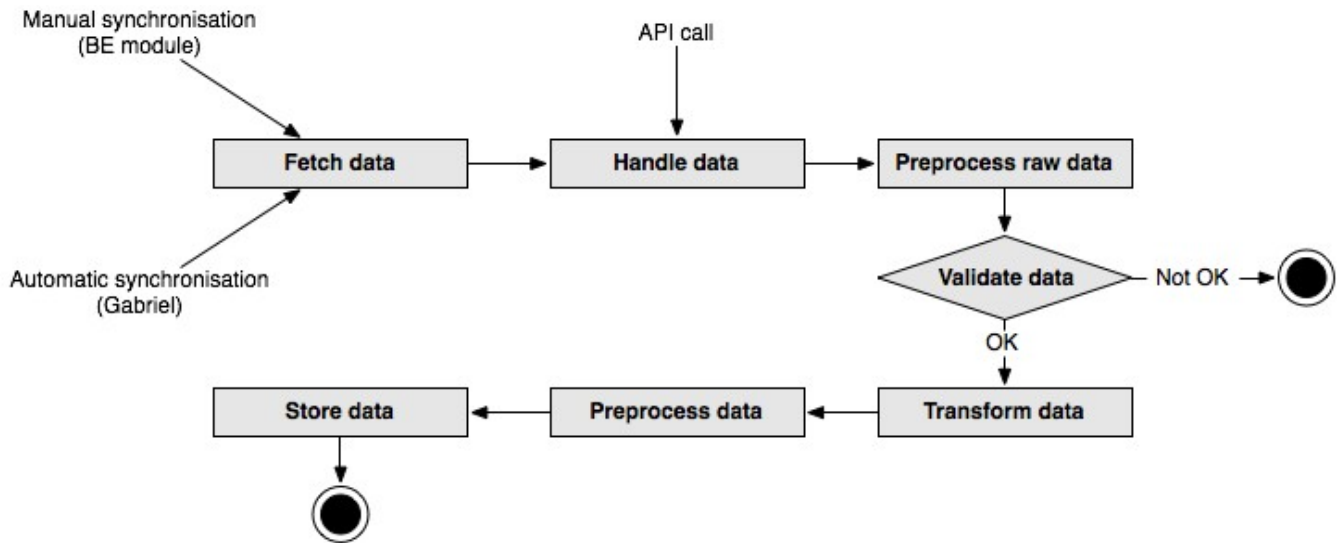 Manual synchronisation
(BE module)
API call
Fetch data
Handle data
Preprocess raw data
Automatic synchronisation
(Gabriel)
Validate data
Not OK
OK
Store data
Preprocess data
Transform data